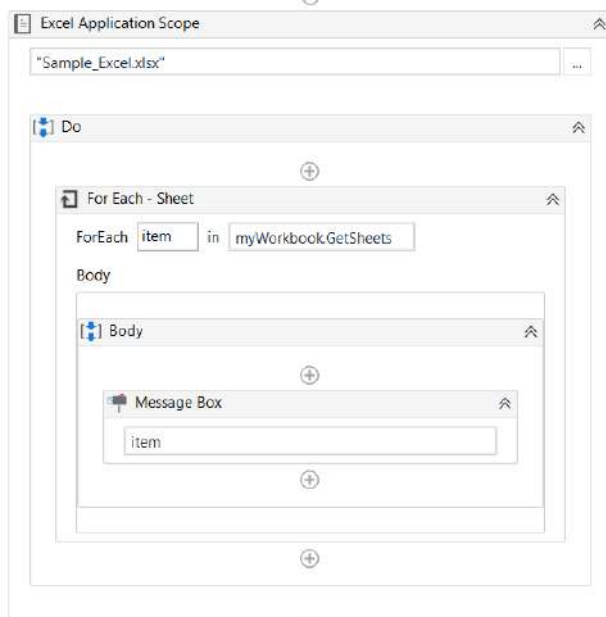 Excel Application Scope
"Sample_Excel.xlsx"
...
Do
For Each - Sheet
ForEach item in myWorkbook.GetSheets
Body
Body
Message Box
item